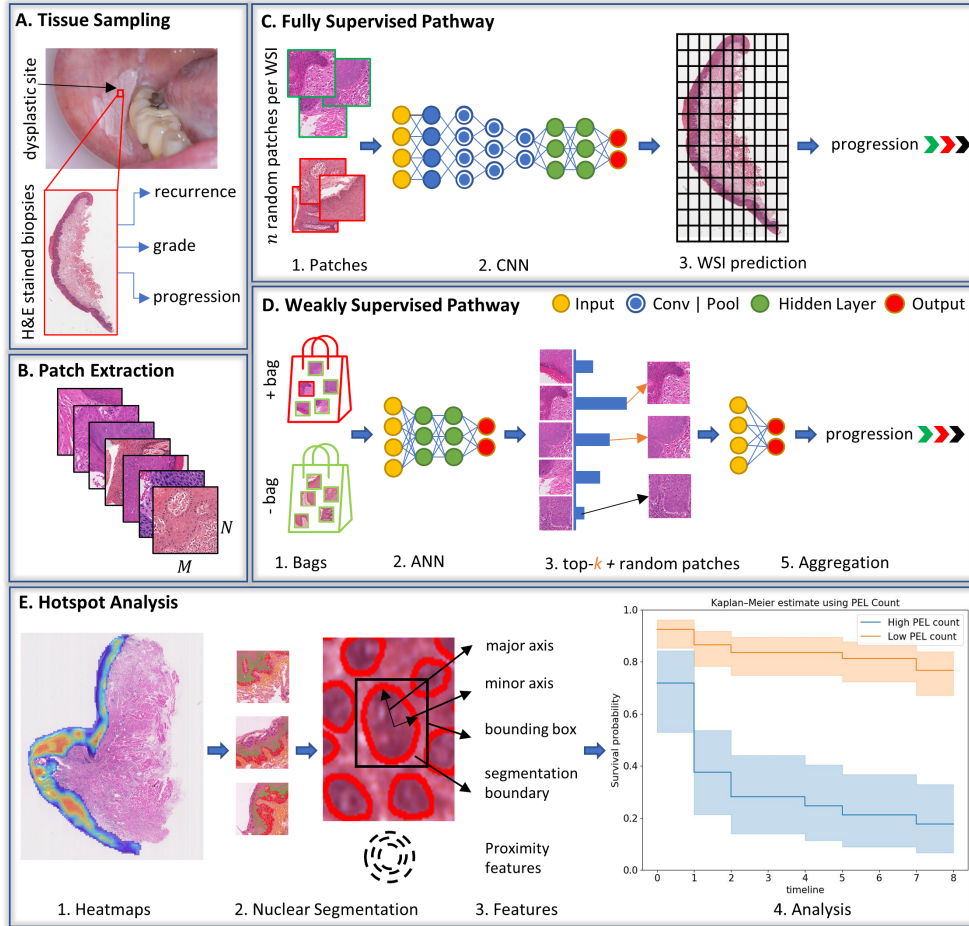 A. Tissue Sampling
dysplastic site
H&E stained biopsies
recurrence
grade
progression
B. Patch Extraction
N
M
C. Fully Supervised Pathway
n random patches per WSI
progression
1. Patches
2. CNN
3. WSI prediction
D. Weakly Supervised Pathway
Input
Conv | Pool
Hidden Layer
Output
+ bag
- bag
progression
1. Bags
2. ANN
3. top-k + random patches
5. Aggregation
E. Hotspot Analysis
major axis
minor axis
bounding box
segmentation
boundary
Proximity
features
1. Heatmaps
2. Nuclear Segmentation
3. Features
Kaplan–Meier estimate using PEL Count
High PEL count
Low PEL count
Survival probability
1.0
0.8
0.6
0.4
0.2
0.0
0 1 2 3 4 5 6 7 8
timeline
4. Analysis